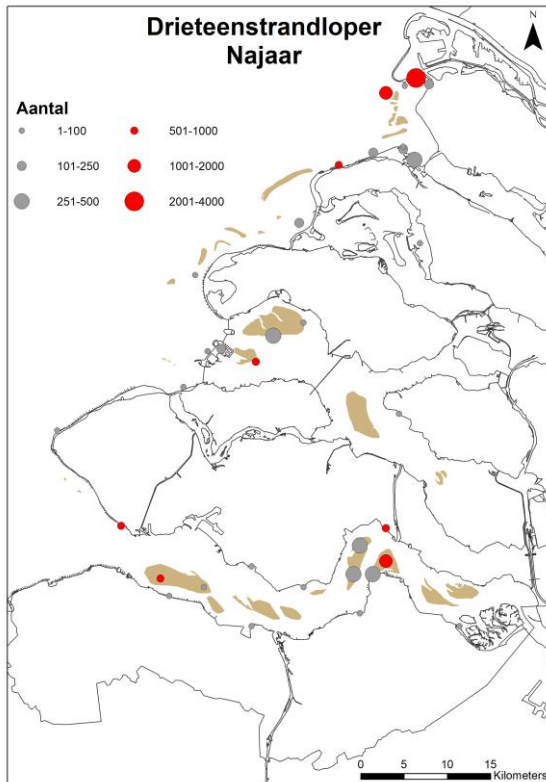 Drieteenstrandloper
Najaar
N
Aantal
1-100 501-1000
101-250 1001-2000
251-500 2001-4000
0 5 10 15
Kilometers